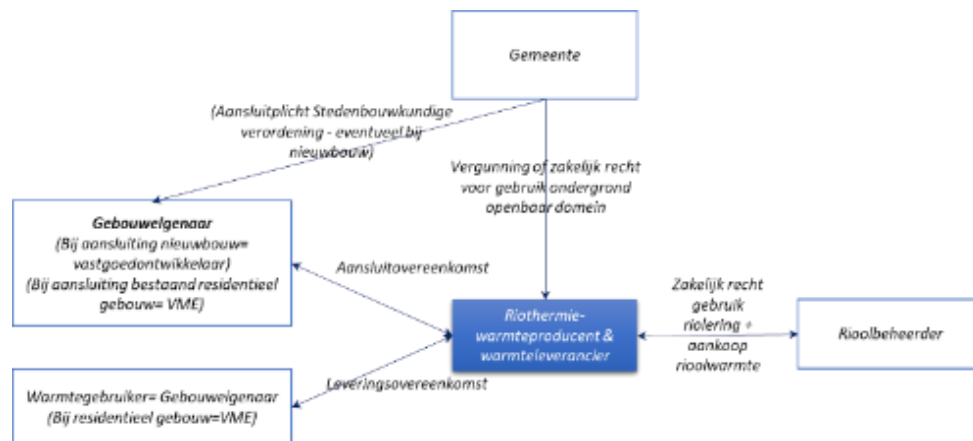 Gemeente
(Aansluitplicht Stedenbouwkundige
verordening - eventueel bij
nieuwbouw)
Vergunning of zakelijk recht
voor gebruik ondergrond
openbaar domein
Gebouweigenaar
(Bij aansluiting nieuwbouw=
vastgoedontwikkelaar)
(Bij aansluiting bestaand residentieel
gebouw= VME)
Aansluitovereenkomst
Riothermie-
warmteproducent &
warmteleverancier
Zakelijk recht
gebruik
riolering +
aankoop
rioolwarmte
Rioolbeheerder
Leveringsovereenkomst
Warmtegebruiker= Gebouweigenaar
(Bij residentieel gebouw=VME)